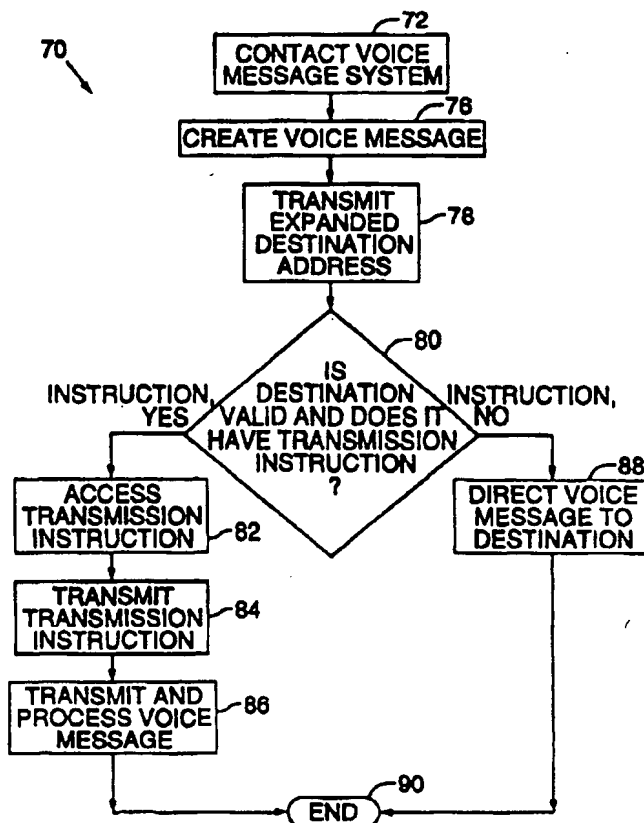 70
72
CONTACT VOICE
MESSAGE SYSTEM
76
CREATE VOICE MESSAGE
TRANSMIT
EXPANDED
DESTINATION
ADDRESS
78
80
IS
DESTINATION
VALID AND DOES IT
HAVE TRANSMISSION
INSTRUCTION
?
INSTRUCTION,
YES
INSTRUCTION,
NO
ACCESS
TRANSMISSION
INSTRUCTION
82
88
DIRECT VOICE
MESSAGE TO
DESTINATION
TRANSMIT
TRANSMISSION
INSTRUCTION
84
TRANSMIT AND
PROCESS VOICE
MESSAGE
86
90
END